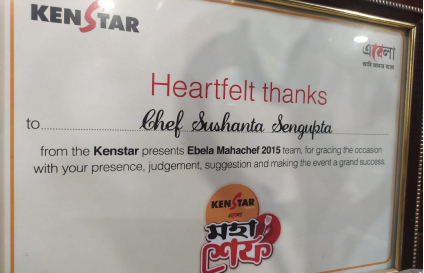 KENSTAR
এবেলা
Heartfelt thanks
to Chef Sushanta Sengupta
from the Kenstar presents Ebela Mahachef 2015 team, for gracing the occasion
with your presence, judgement, suggestion and making the event a grand success.
KENSTAR
এবেলা
মহা
শেফ